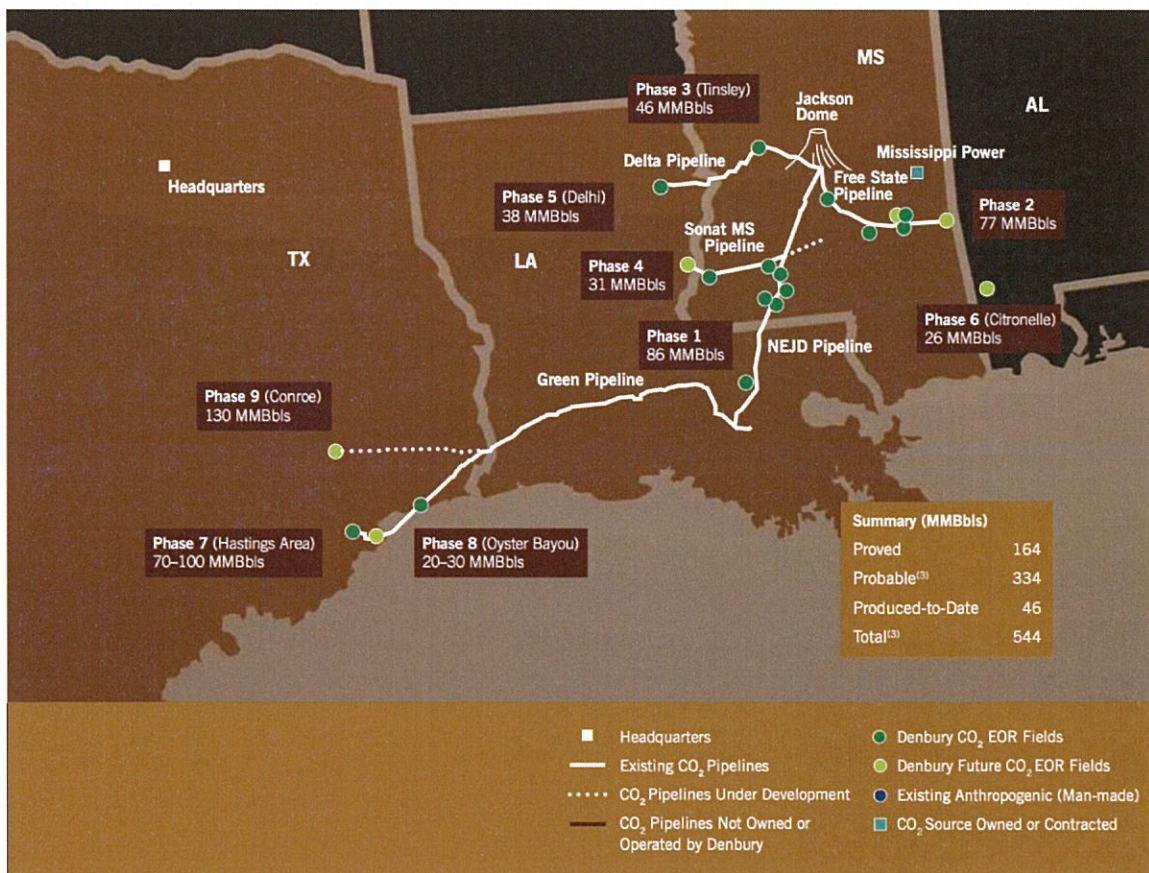 MS
Phase 3 (Tinsley)
46 MMBbls
Jackson
Dome
AL
Delta Pipeline
Mississippi Power
Headquarters
Free State
Pipeline
Phase 5 (Delhi)
38 MMBbls
Phase 2
77 MMBbls
Sonat MS
Pipeline
TX
LA
Phase 4
31 MMBbls
Phase 6 (Citronelle)
26 MMBbls
Phase 1
86 MMBbls
NEJD Pipeline
Green Pipeline
Phase 9 (Conroe)
130 MMBbls
Phase 7 (Hastings Area)
70–100 MMBbls
Phase 8 (Oyster Bayou)
20–30 MMBbls
Summary (MMBbls)
Proved 164
Probable(3) 334
Produced-to-Date 46
Total(3) 544
Headquarters
Existing CO₂ Pipelines
CO₂ Pipelines Under Development
CO₂ Pipelines Not Owned or
Operated by Denbury
Denbury CO₂ EOR Fields
Denbury Future CO₂ EOR Fields
Existing Anthropogenic (Man-made)
CO₂ Source Owned or Contracted